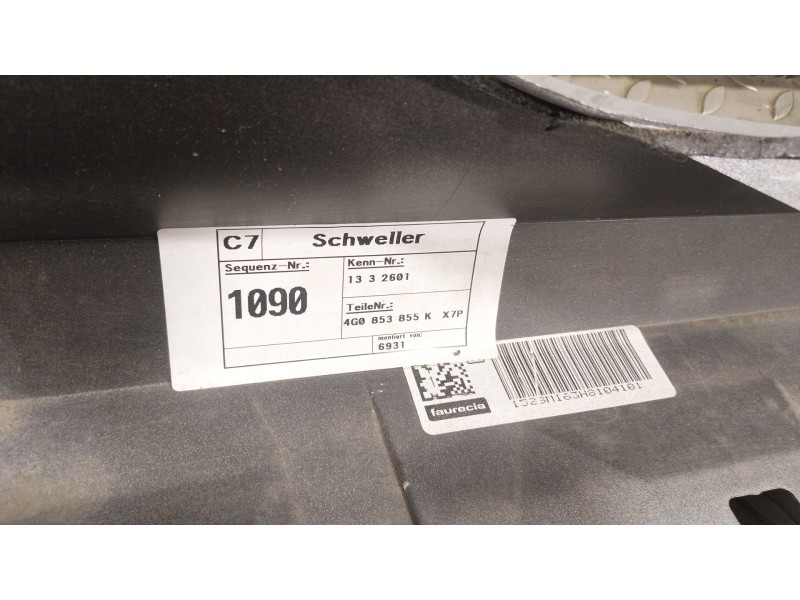 C7 Schweller
Sequenz-Nr.:
1090
Kenn-Nr.:
13 3 2601
TeileNr.:
4G0 853 855 K X7P
montiert von:
6931
faurecia
1523M163H8104101